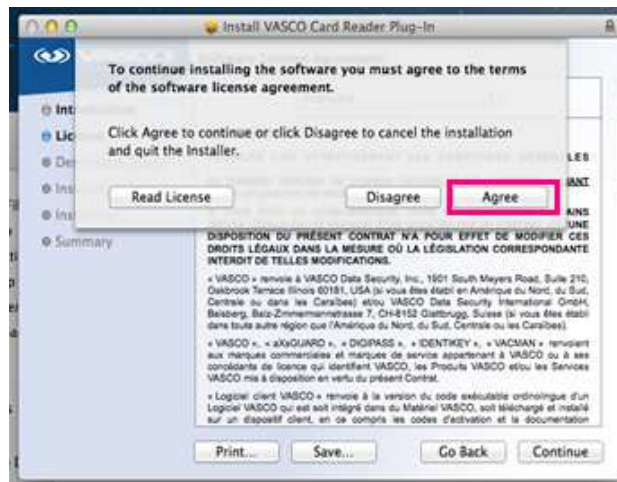 Install VASCO Card Reader Plug-In
To continue installing the software you must agree to the terms
of the software license agreement.
Click Agree to continue or click Disagree to cancel the installation
and quit the Installer.
Read License
Disagree
Agree
Int
Lic
De
Ins
Ins
Summary
LES
ANT
AINS
UNE
DISPOSITION DU PRÉSENT CONTRAT N'A POUR EFFET DE MODIFIER CES
DROITS LÉGAUX DANS LA MESURE OÙ LA LÉGISLATION CORRESPONDANTE
INTERDIT DE TELLES MODIFICATIONS.
« VASCO » renvoie à VASCO Data Security, Inc., 1901 South Meyers Road, Suite 210,
Oakbrook Terrace Illinois 60181, USA (si vous êtes établi en Amérique du Nord, du Sud,
Centrale ou dans les Caraïbes) et/ou VASCO Data Security International GmbH,
Balsberg, Balz-Zimmermannstrasse 7, CH-8152 Glattbrugg, Suisse (si vous êtes établi
dans toute autre région que l'Amérique du Nord, du Sud, Centrale ou les Caraïbes).
« VASCO », « aXsGUARD », « DIGIPASS », « IDENTIKEY », « VACMAN » renvoient
aux marques commerciales et marques de service appartenant à VASCO ou à ses
concédants de licence qui identifient VASCO, les Produits VASCO et/ou les Services
VASCO mis à disposition en vertu du présent Contrat.
« Logiciel client VASCO » renvoie à la version du code exécutable d'un
Logiciel VASCO qui est soit intégré dans du Matériel VASCO, soit téléchargé et installé
sur un dispositif client, en ce compris les codes d'activation et la documentation
Print...
Save...
Go Back
Continue